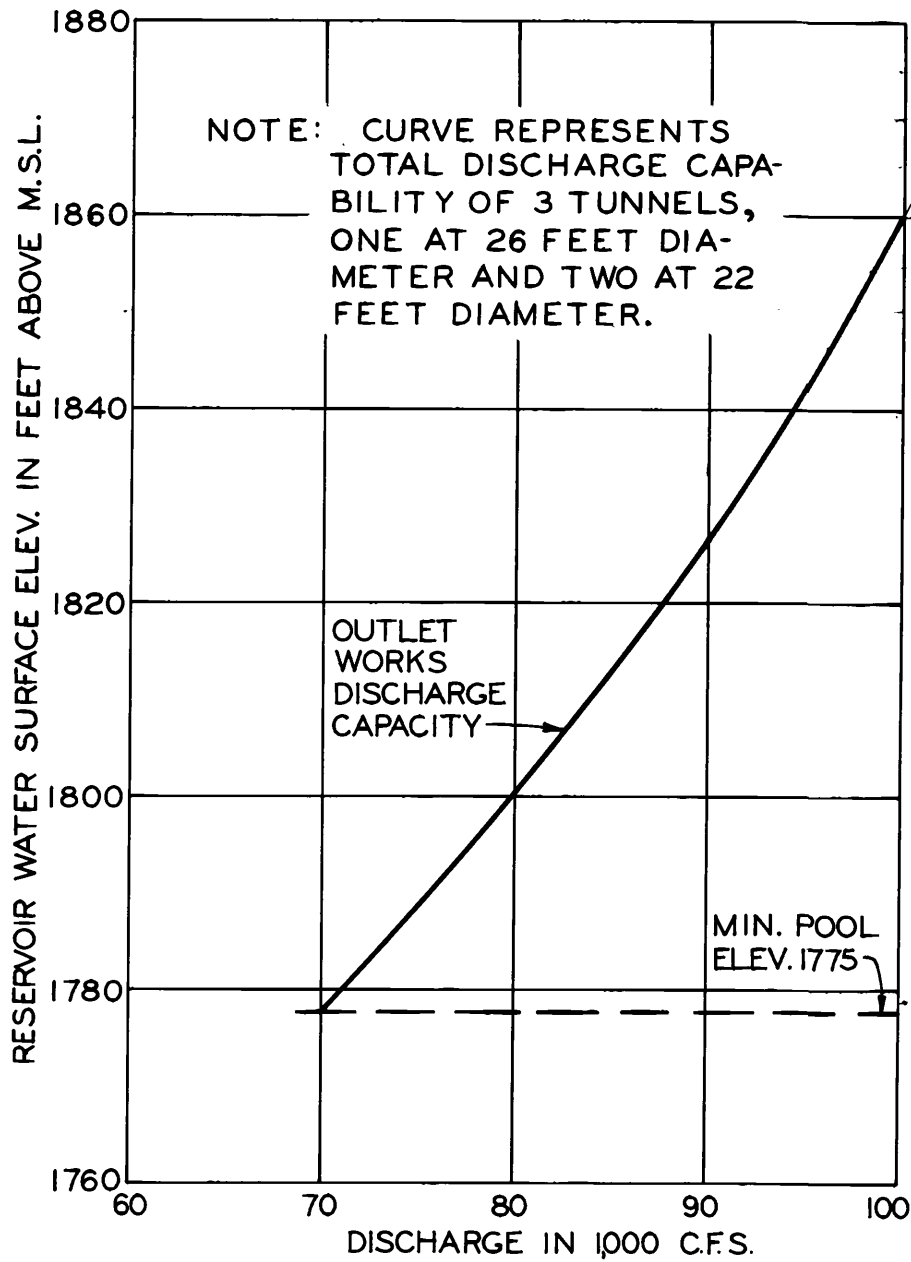 RESERVOIR WATER SURFACE ELEV. IN FEET ABOVE M.S.L.
1880
1860
1840
1820
1800
1780
1760
NOTE: CURVE REPRESENTS
TOTAL DISCHARGE CAPA-
BILITY OF 3 TUNNELS,
ONE AT 26 FEET DIA-
METER AND TWO AT 22
FEET DIAMETER.
OUTLET
WORKS
DISCHARGE
CAPACITY
MIN. POOL
ELEV. 1775
60 70 80 90 100
DISCHARGE IN 1,000 C.F.S.